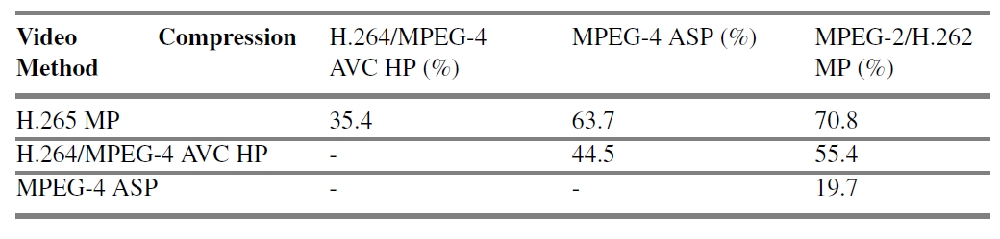 Video Compression Method H.264/MPEG-4 AVC HP (%) MPEG-4 ASP (%) MPEG-2/H.262 MP (%)
H.265 MP 35.4 63.7 70.8
H.264/MPEG-4 AVC HP - 44.5 55.4
MPEG-4 ASP - - 19.7